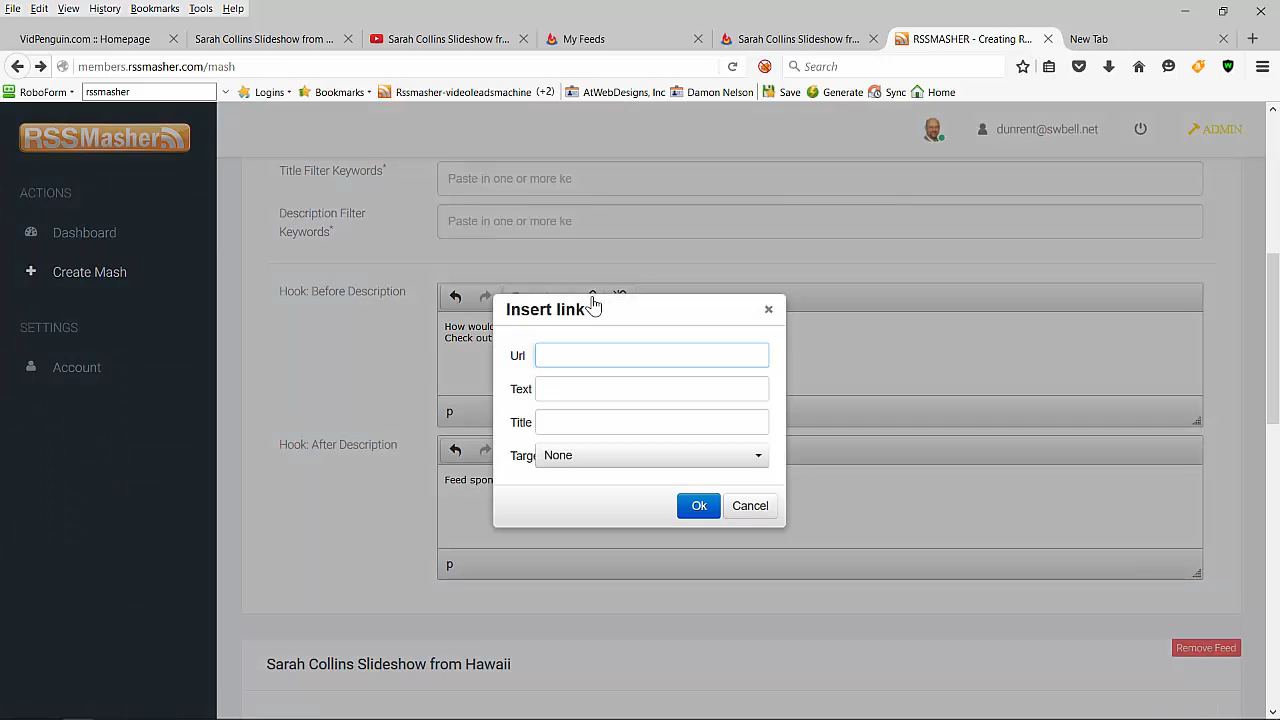 File Edit View History Bookmarks Tools Help
VidPenguin.com :: Homepage × Sarah Collins Slideshow from ... × Sarah Collins Slideshow f... × My Feeds × Sarah Collins Slideshow f... × RSSMASHER - Creating R... × New Tab ×
members.rssmasher.com/mash Search
RoboForm rssmasher Logins Bookmarks Rssmasher-videoleadsmachine (+2) AtWebDesigns, Inc Damon Nelson Save Generate Sync Home
RSSMasher
dunrent@swbell.net ADMIN
ACTIONS
Dashboard
Create Mash
SETTINGS
Account
Title Filter Keywords*
Paste in one or more ke
Description Filter
Keywords*
Paste in one or more ke
Hook: Before Description
How would
Check out
p
Hook: After Description
Feed spon
p
Insert link ×
Url
Text
Title
Targe None
Ok Cancel
Sarah Collins Slideshow from Hawaii
Remove Feed